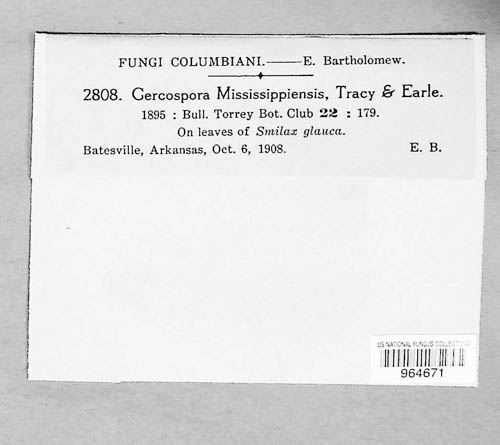 FUNGI COLUMBIANI.——E. Bartholomew.
2808. Cercospora Mississippiensis, Tracy & Earle.
1895 : Bull. Torrey Bot. Club 22 : 179.
On leaves of Smilax glauca.
Batesville, Arkansas, Oct. 6, 1908. E. B.
US NATIONAL FUNGUS COLLECTIONS
964671